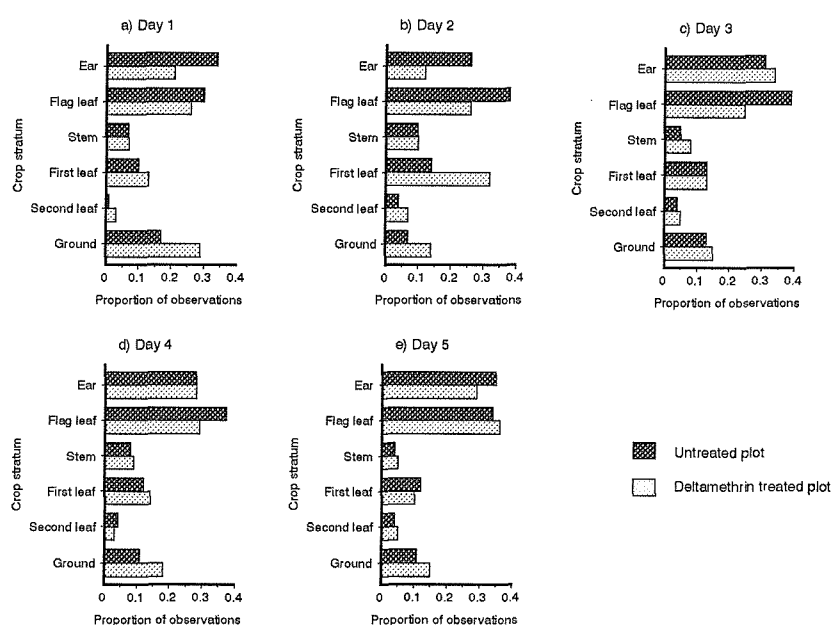 a) Day 1
Crop stratum
Ear
Flag leaf
Stem
First leaf
Second leaf
Ground
0 0.1 0.2 0.3 0.4
Proportion of observations
b) Day 2
Crop stratum
Ear
Flag leaf
Stem
First leaf
Second leaf
Ground
0 0.1 0.2 0.3 0.4
Proportion of observations
c) Day 3
Crop stratum
Ear
Flag leaf
Stem
First leaf
Second leaf
Ground
0 0.1 0.2 0.3 0.4
Proportion of observations
d) Day 4
Crop stratum
Ear
Flag leaf
Stem
First leaf
Second leaf
Ground
0 0.1 0.2 0.3 0.4
Proportion of observations
e) Day 5
Crop stratum
Ear
Flag leaf
Stem
First leaf
Second leaf
Ground
0 0.1 0.2 0.3 0.4
Proportion of observations
Untreated plot
Deltamethrin treated plot